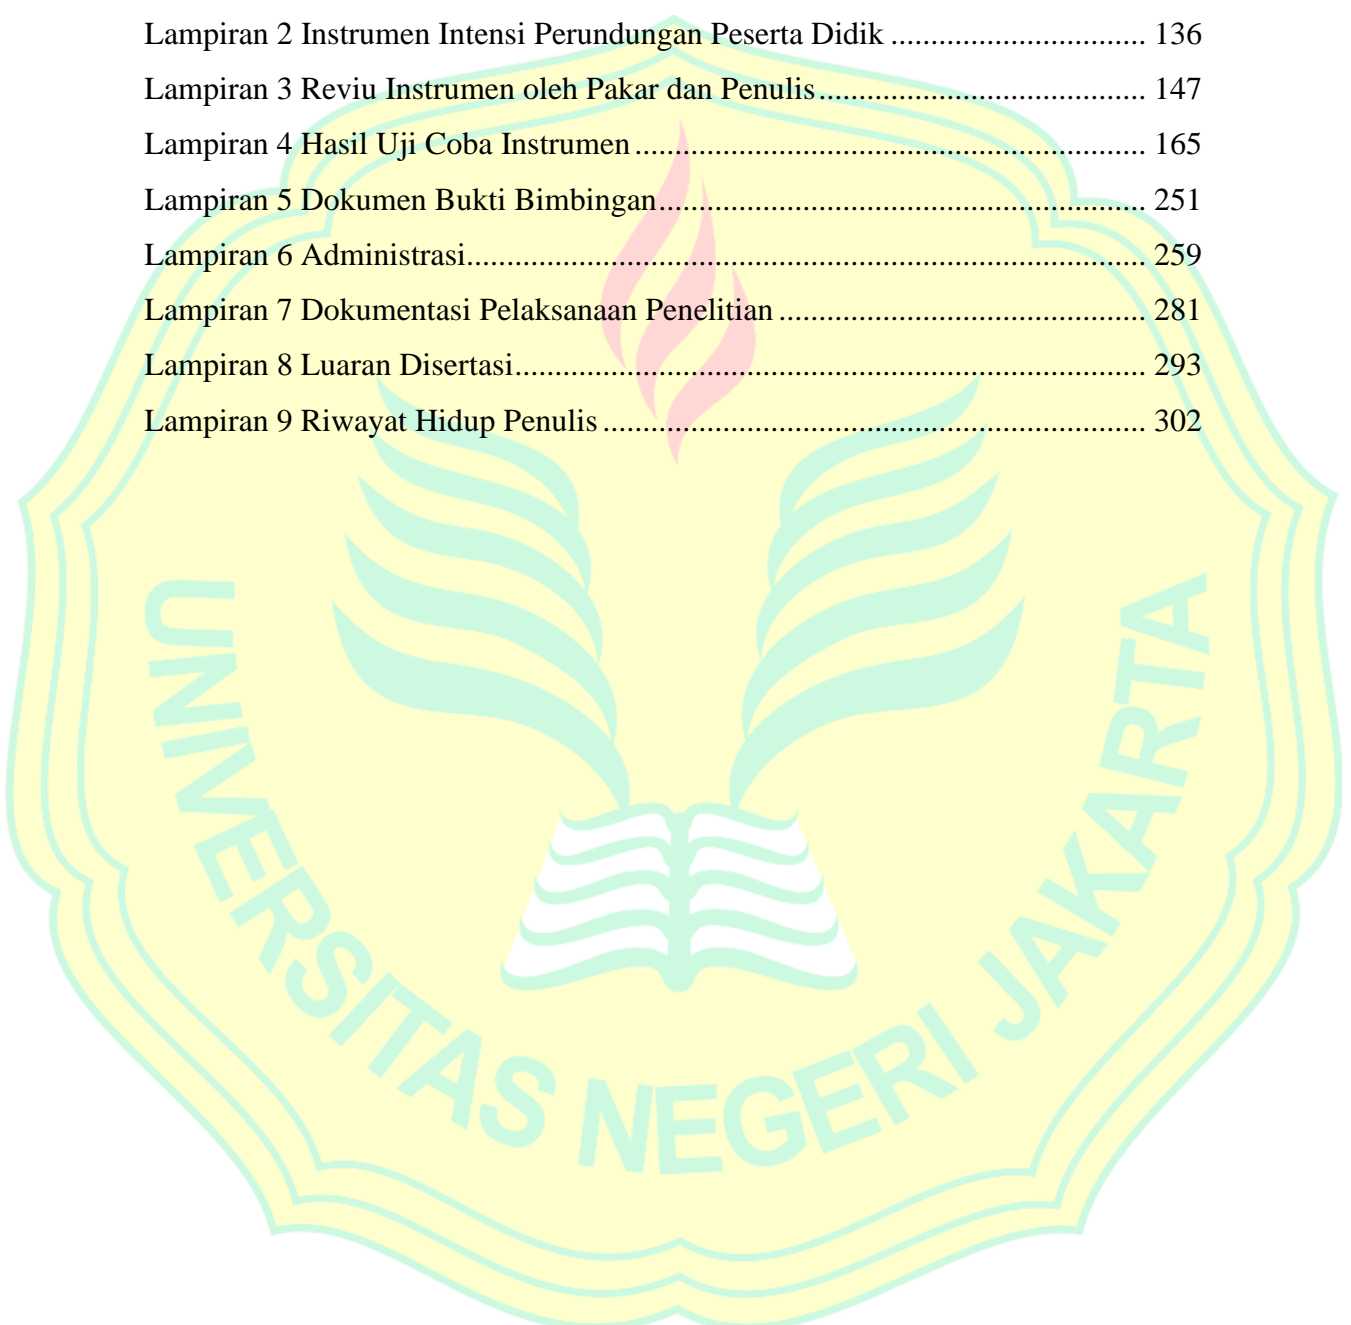 Lampiran 2 Instrumen Intensi Perundungan Peserta Didik ................................ 136
Lampiran 3 Reviu Instrumen oleh Pakar dan Penulis ......................................... 147
Lampiran 4 Hasil Uji Coba Instrumen ................................................................ 165
Lampiran 5 Dokumen Bukti Bimbingan ............................................................. 251
Lampiran 6 Administrasi ..................................................................................... 259
Lampiran 7 Dokumentasi Pelaksanaan Penelitian .............................................. 281
Lampiran 8 Luaran Disertasi ............................................................................... 293
Lampiran 9 Riwayat Hidup Penulis .................................................................... 302
UNIVERSITAS NEGERI JAKARTA